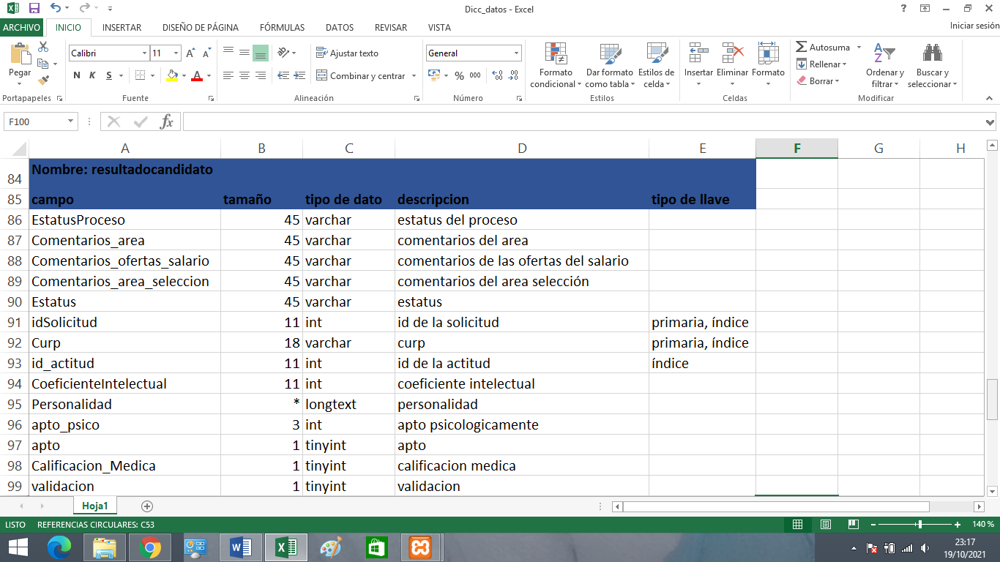 Dicc_datos - Excel
ARCHIVO INICIO INSERTAR DISEÑO DE PÁGINA FÓRMULAS DATOS REVISAR VISTA Iniciar sesión
Pegar
Portapapeles
Calibri 11
N K S
Fuente
Ajustar texto
Combinar y centrar
Alineación
General
% 000
Número
Formato condicional
Dar formato como tabla
Estilos de celda
Estilos
Insertar Eliminar Formato
Celdas
Autosuma
Rellenar
Borrar
Ordenar y filtrar
Buscar y seleccionar
Modificar
F100 fx
A B C D E F G H
84 Nombre: resultadocandidato
85 campo tamaño tipo de dato descripcion tipo de llave
86 EstatusProceso 45 varchar estatus del proceso
87 Comentarios_area 45 varchar comentarios del area
88 Comentarios_ofertas_salario 45 varchar comentarios de las ofertas del salario
89 Comentarios_area_seleccion 45 varchar comentarios del area selección
90 Estatus 45 varchar estatus
91 idSolicitud 11 int id de la solicitud primaria, índice
92 Curp 18 varchar curp primaria, índice
93 id_actitud 11 int id de la actitud índice
94 CoeficienteIntelectual 11 int coeficiente intelectual
95 Personalidad * longtext personalidad
96 apto_psico 3 int apto psicologicamente
97 apto 1 tinyint apto
98 Calificacion_Medica 1 tinyint calificacion medica
99 validacion 1 tinyint validacion
Hoja1
LISTO REFERENCIAS CIRCULARES: C53 140 %
23:17
19/10/2021